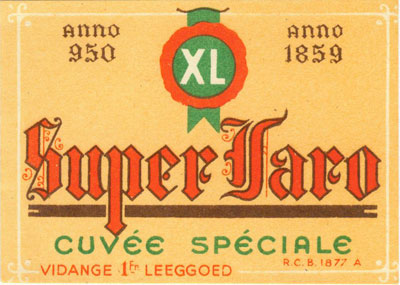 ANNO 950
XL
ANNO 1859
Super Faro
CUVÉE SPÉCIALE
VIDANGE 1Fr. LEEGGOED
R.C.B. 1877 A